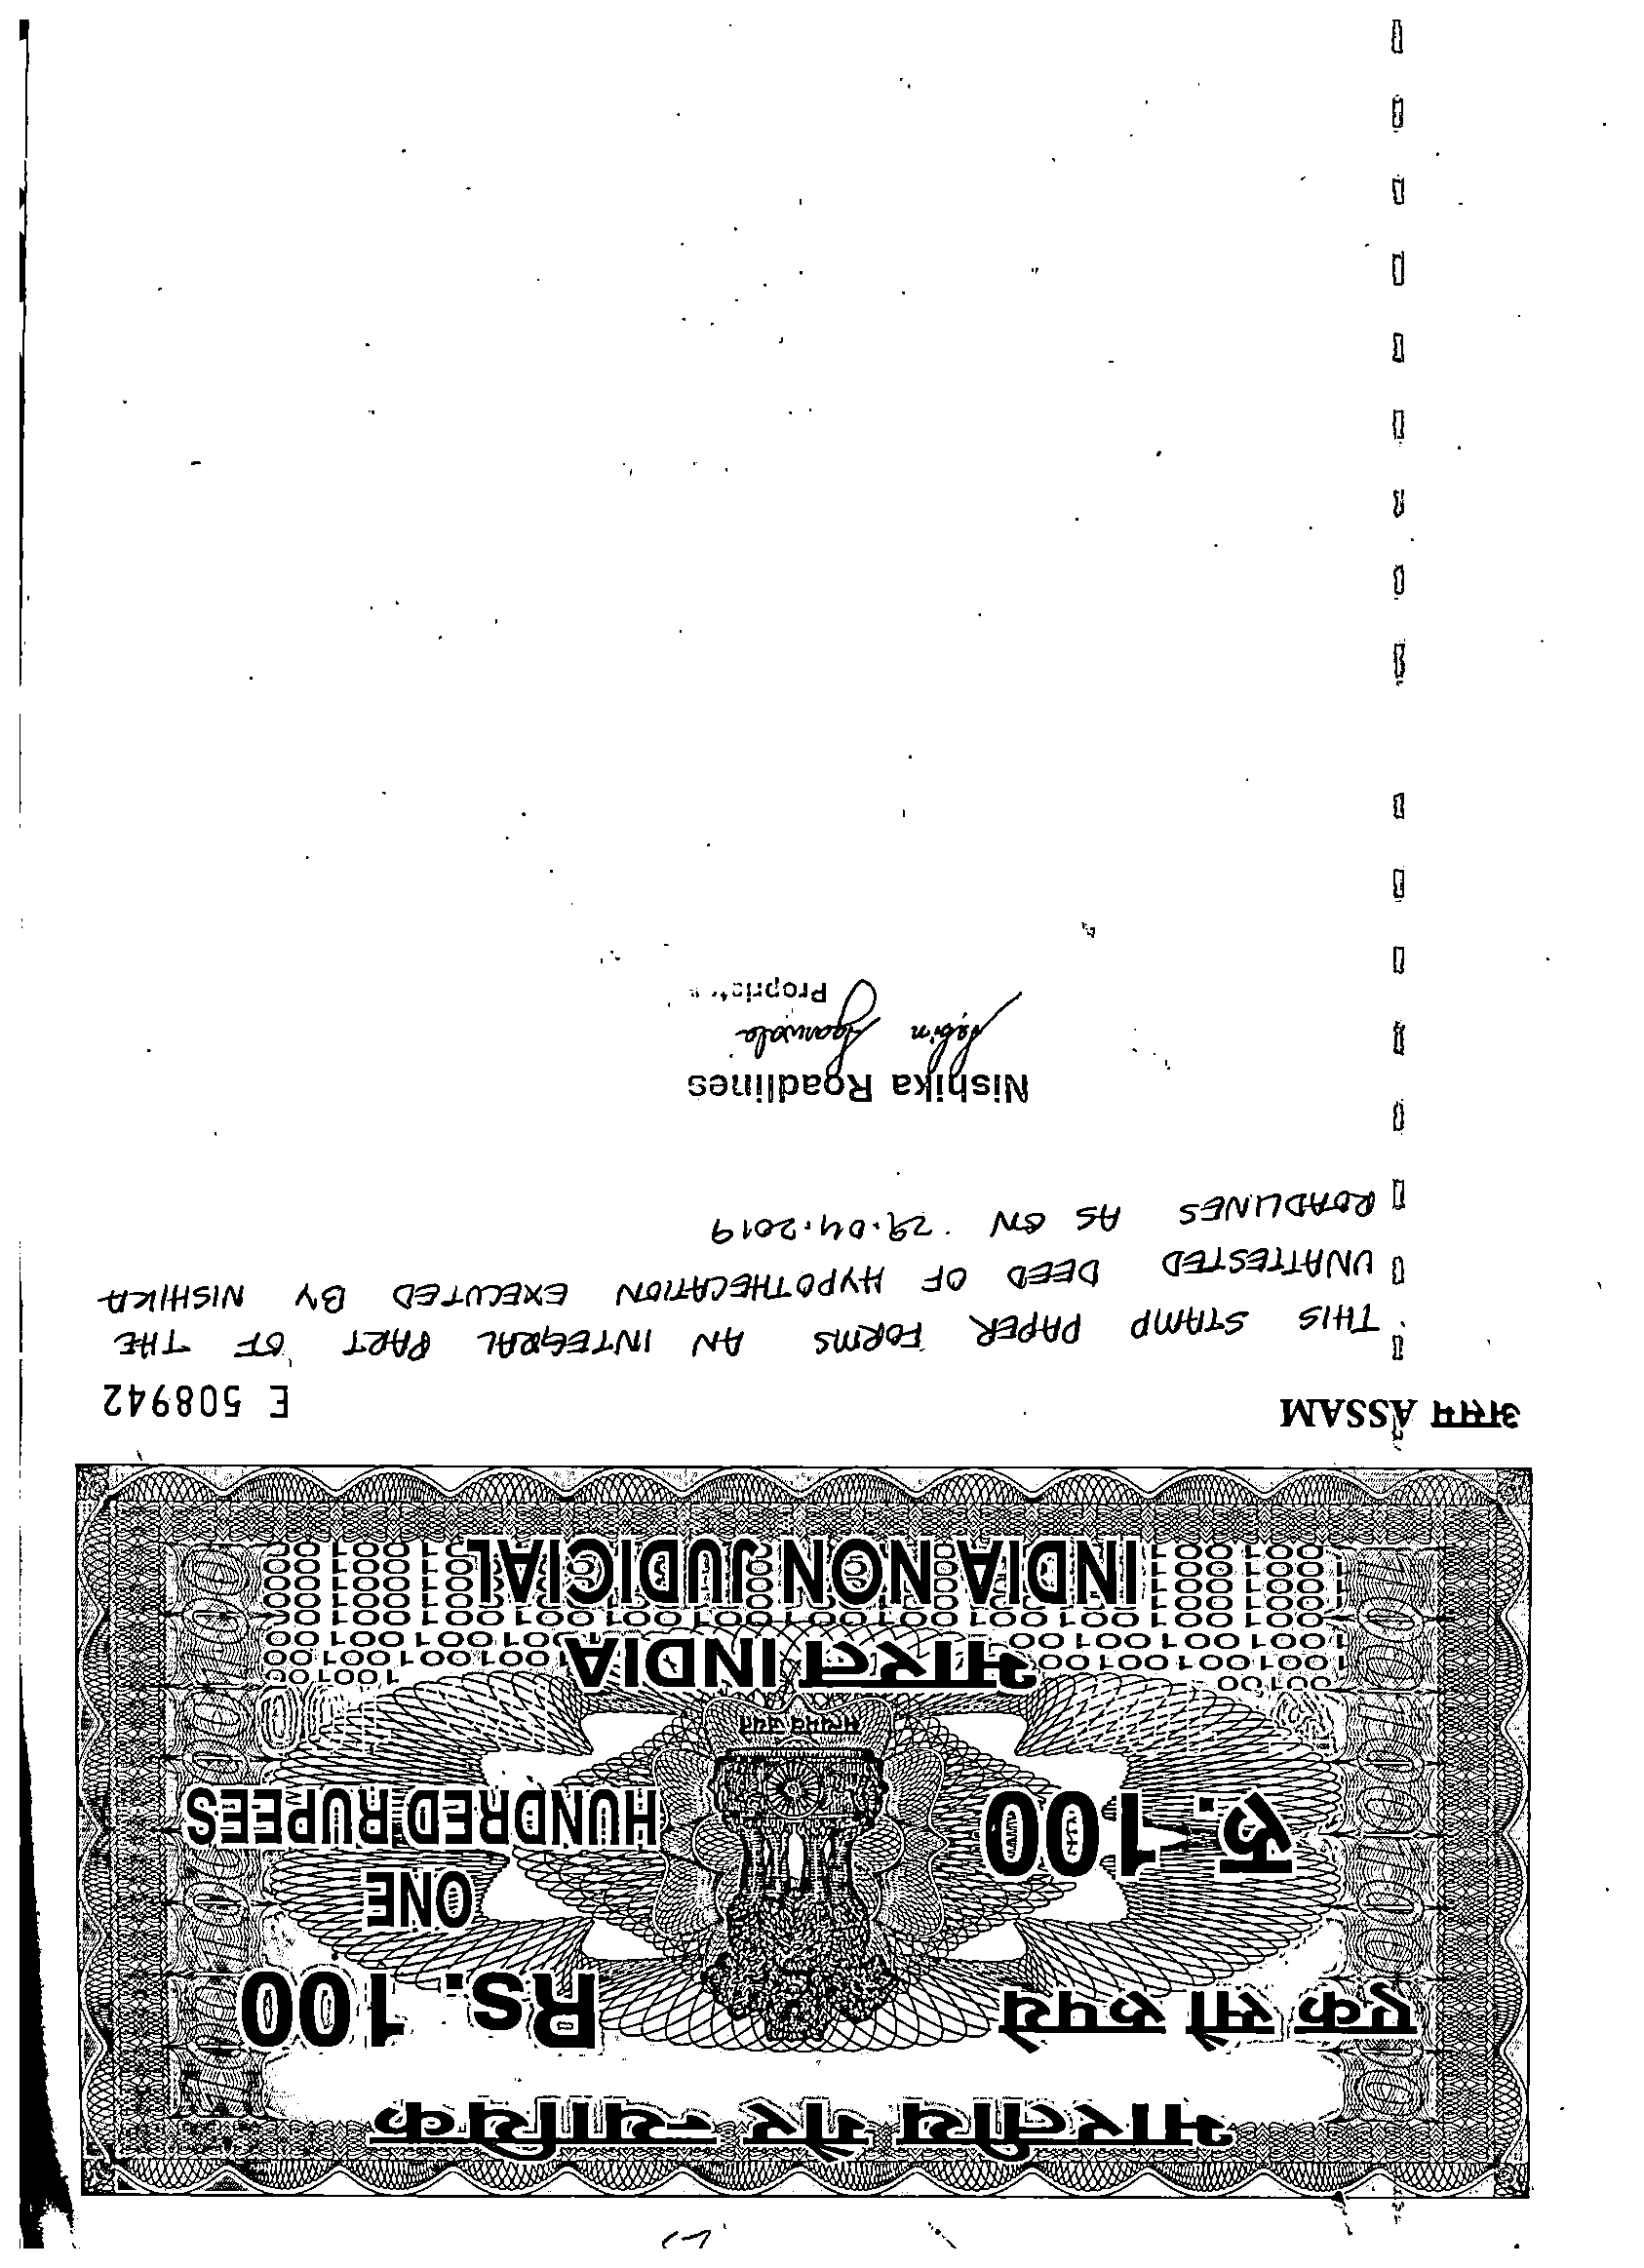 भारतीय गैर न्यायिक
एक सौ रुपये
Rs. 100
रु. 100
ONE
HUNDRED RUPEES
सत्यमेव जयते
भारत INDIA
INDIA NON JUDICIAL
असम ASSAM
E 508942
THIS STAMP PAPER FORMS AN INTEGRAL PART OF THE
UNATTESTED DEED OF HYPOTHECATION EXECUTED BY NISHIKA
ROADLINES AS ON 29.04.2019
Nishika Roadlines
Agarwala